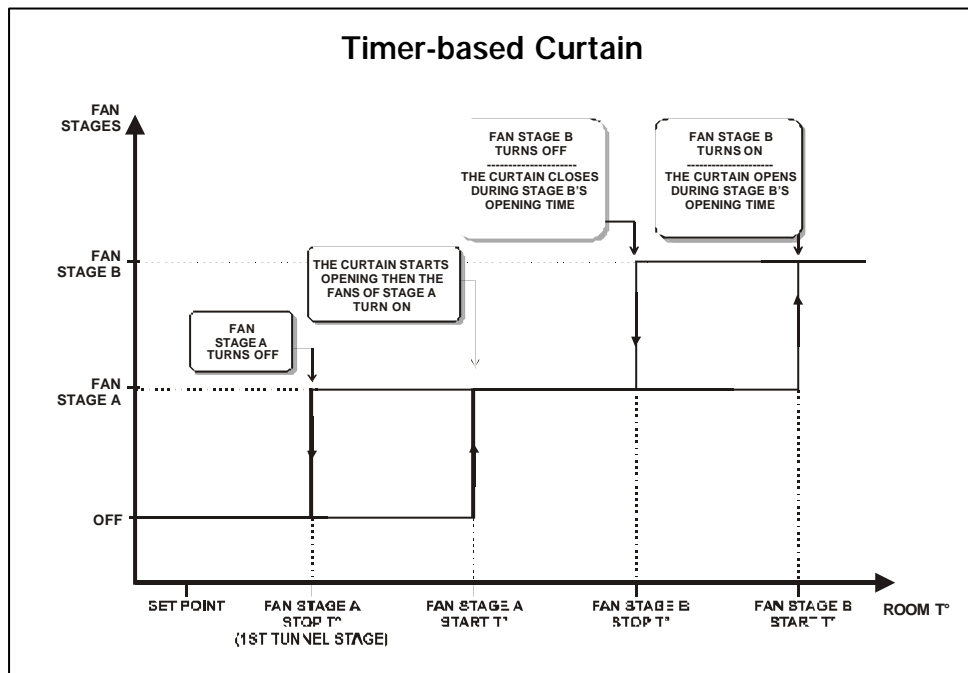 Timer-based Curtain
FAN
STAGES
FAN STAGE B
TURNS OFF
----------------------
THE CURTAIN CLOSES
DURING STAGE B'S
OPENING TIME
FAN STAGE B
TURNS ON
----------------------
THE CURTAIN OPENS
DURING STAGE B'S
OPENING TIME
FAN
STAGE B
THE CURTAIN STARTS
OPENING THEN THE
FANS OF STAGE A
TURN ON
FAN
STAGE A
TURNS OFF
FAN
STAGE A
OFF
SET POINT
FAN STAGE A
STOP T°
(1ST TUNNEL STAGE)
FAN STAGE A
START T°
FAN STAGE B
STOP T°
FAN STAGE B
START T°
ROOM T°